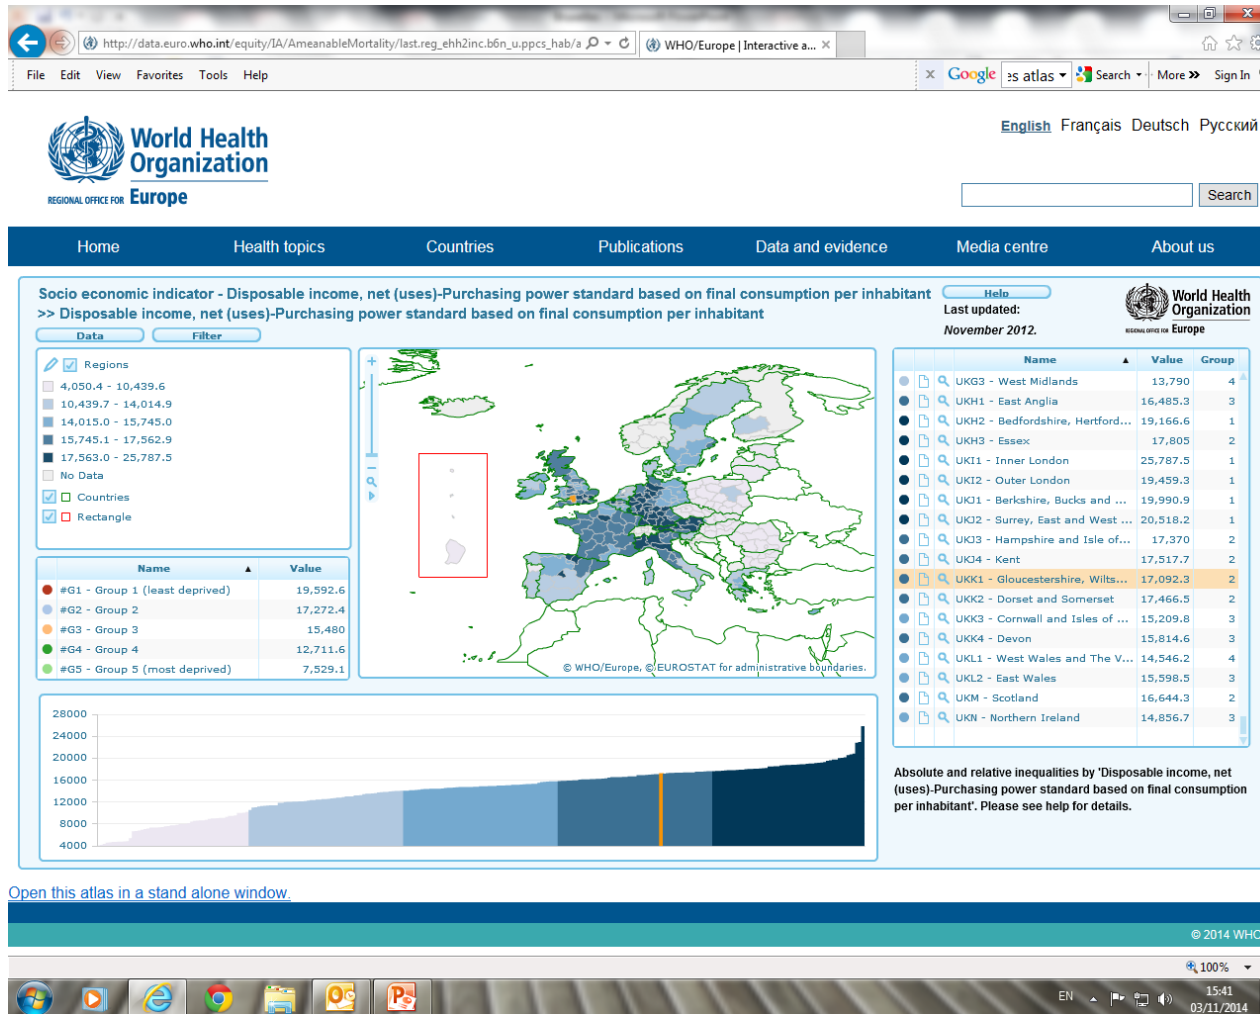 http://data.euro.who.int/equity/IA/AmeanableMortality/last.reg_ehh2inc.b6n_u.ppcs_hab/a
WHO/Europe | Interactive a...
File Edit View Favorites Tools Help
x Google es atlas Search More >> Sign In
World Health
Organization
REGIONAL OFFICE FOR Europe
English Français Deutsch Русский
Search
Home Health topics Countries Publications Data and evidence Media centre About us
Socio economic indicator - Disposable income, net (uses)-Purchasing power standard based on final consumption per inhabitant
>> Disposable income, net (uses)-Purchasing power standard based on final consumption per inhabitant
Data Filter
Help
Last updated:
November 2012.
World Health
Organization
REGIONAL OFFICE FOR Europe
Regions
4,050.4 - 10,439.6
10,439.7 - 14,014.9
14,015.0 - 15,745.0
15,745.1 - 17,562.9
17,563.0 - 25,787.5
No Data
Countries
Rectangle
Name Value
#G1 - Group 1 (least deprived) 19,592.6
#G2 - Group 2 17,272.4
#G3 - Group 3 15,480
#G4 - Group 4 12,711.6
#G5 - Group 5 (most deprived) 7,529.1
© WHO/Europe, © EUROSTAT for administrative boundaries.
Name Value Group
UKG3 - West Midlands 13,790 4
UKH1 - East Anglia 16,485.3 3
UKH2 - Bedfordshire, Hertford... 19,166.6 1
UKH3 - Essex 17,805 2
UKI1 - Inner London 25,787.5 1
UKI2 - Outer London 19,459.3 1
UKJ1 - Berkshire, Bucks and ... 19,990.9 1
UKJ2 - Surrey, East and West ... 20,518.2 1
UKJ3 - Hampshire and Isle of... 17,370 2
UKJ4 - Kent 17,517.7 2
UKK1 - Gloucestershire, Wilts... 17,092.3 2
UKK2 - Dorset and Somerset 17,466.5 2
UKK3 - Cornwall and Isles of ... 15,209.8 3
UKK4 - Devon 15,814.6 3
UKL1 - West Wales and The V... 14,546.2 4
UKL2 - East Wales 15,598.5 3
UKM - Scotland 16,644.3 2
UKN - Northern Ireland 14,856.7 3
28000
24000
20000
16000
12000
8000
4000
Absolute and relative inequalities by 'Disposable income, net
(uses)-Purchasing power standard based on final consumption
per inhabitant'. Please see help for details.
Open this atlas in a stand alone window.
© 2014 WHO
100%
EN 15:41
03/11/2014